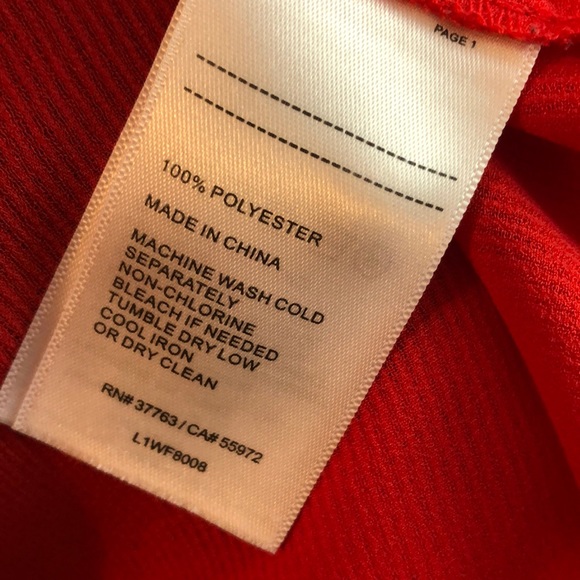 PAGE 1
100% POLYESTER
MADE IN CHINA
MACHINE WASH COLD
SEPARATELY
NON-CHLORINE
BLEACH IF NEEDED
TUMBLE DRY LOW
COOL IRON
OR DRY CLEAN
RN# 37763 / CA# 55972
L1WF8008